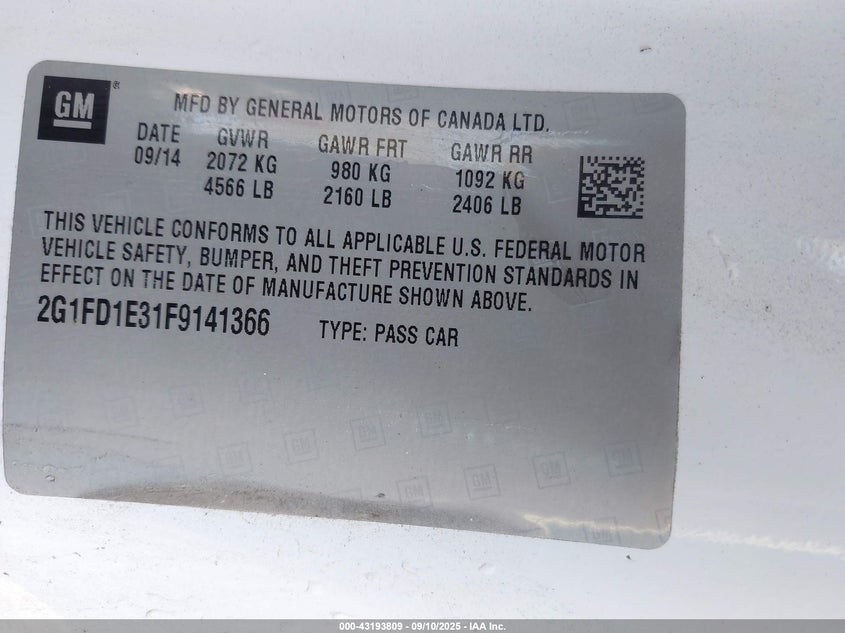 GM ®
MFD BY GENERAL MOTORS OF CANADA LTD.
DATE GVWR GAWR FRT GAWR RR
09/14 2072 KG 980 KG 1092 KG
4566 LB 2160 LB 2406 LB
THIS VEHICLE CONFORMS TO ALL APPLICABLE U.S. FEDERAL MOTOR
VEHICLE SAFETY, BUMPER, AND THEFT PREVENTION STANDARDS IN
EFFECT ON THE DATE OF MANUFACTURE SHOWN ABOVE.
2G1FD1E31F9141366 TYPE: PASS CAR
000-43193809 - 09/10/2025 - IAA Inc.